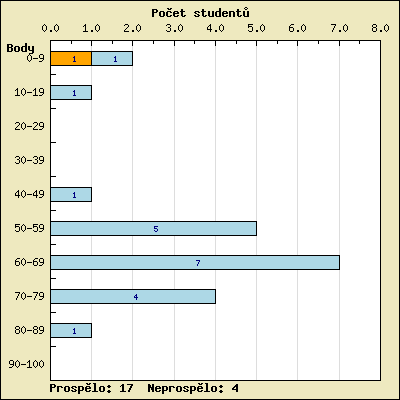 Počet studentů
0.0 1.0 2.0 3.0 4.0 5.0 6.0 7.0 8.0
Body
0-9 1 1
10-19 1
20-29
30-39
40-49 1
50-59 5
60-69 7
70-79 4
80-89 1
90-100
Prospělo: 17 Neprospělo: 4